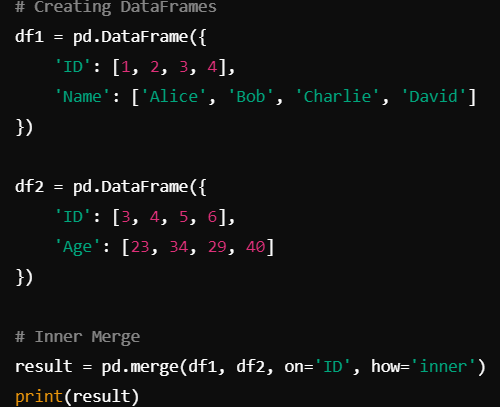 # Creating DataFrames
df1 = pd.DataFrame({
    'ID': [1, 2, 3, 4],
    'Name': ['Alice', 'Bob', 'Charlie', 'David']
})

df2 = pd.DataFrame({
    'ID': [3, 4, 5, 6],
    'Age': [23, 34, 29, 40]
})

# Inner Merge
result = pd.merge(df1, df2, on='ID', how='inner')
print(result)